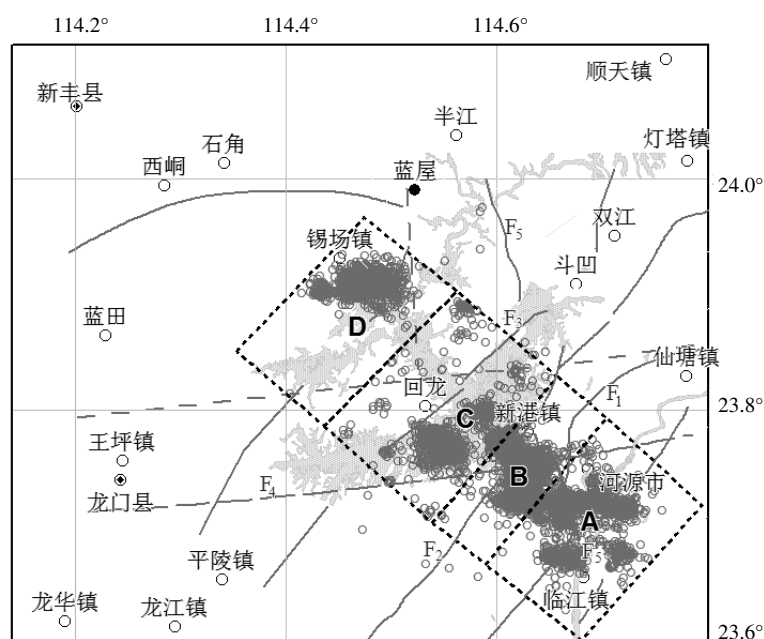 114.2° 114.4° 114.6°
顺天镇
新丰县
半江
石角
灯塔镇
西峒
蓝屋
24.0°
双江
F5
锡场镇
斗凹
蓝田
F3
D
仙塘镇
回龙
F1
C
新港镇
23.8°
王坪镇
B
河源市
龙门县
F4
A
F2
F5
平陵镇
临江镇
龙华镇
龙江镇
23.6°